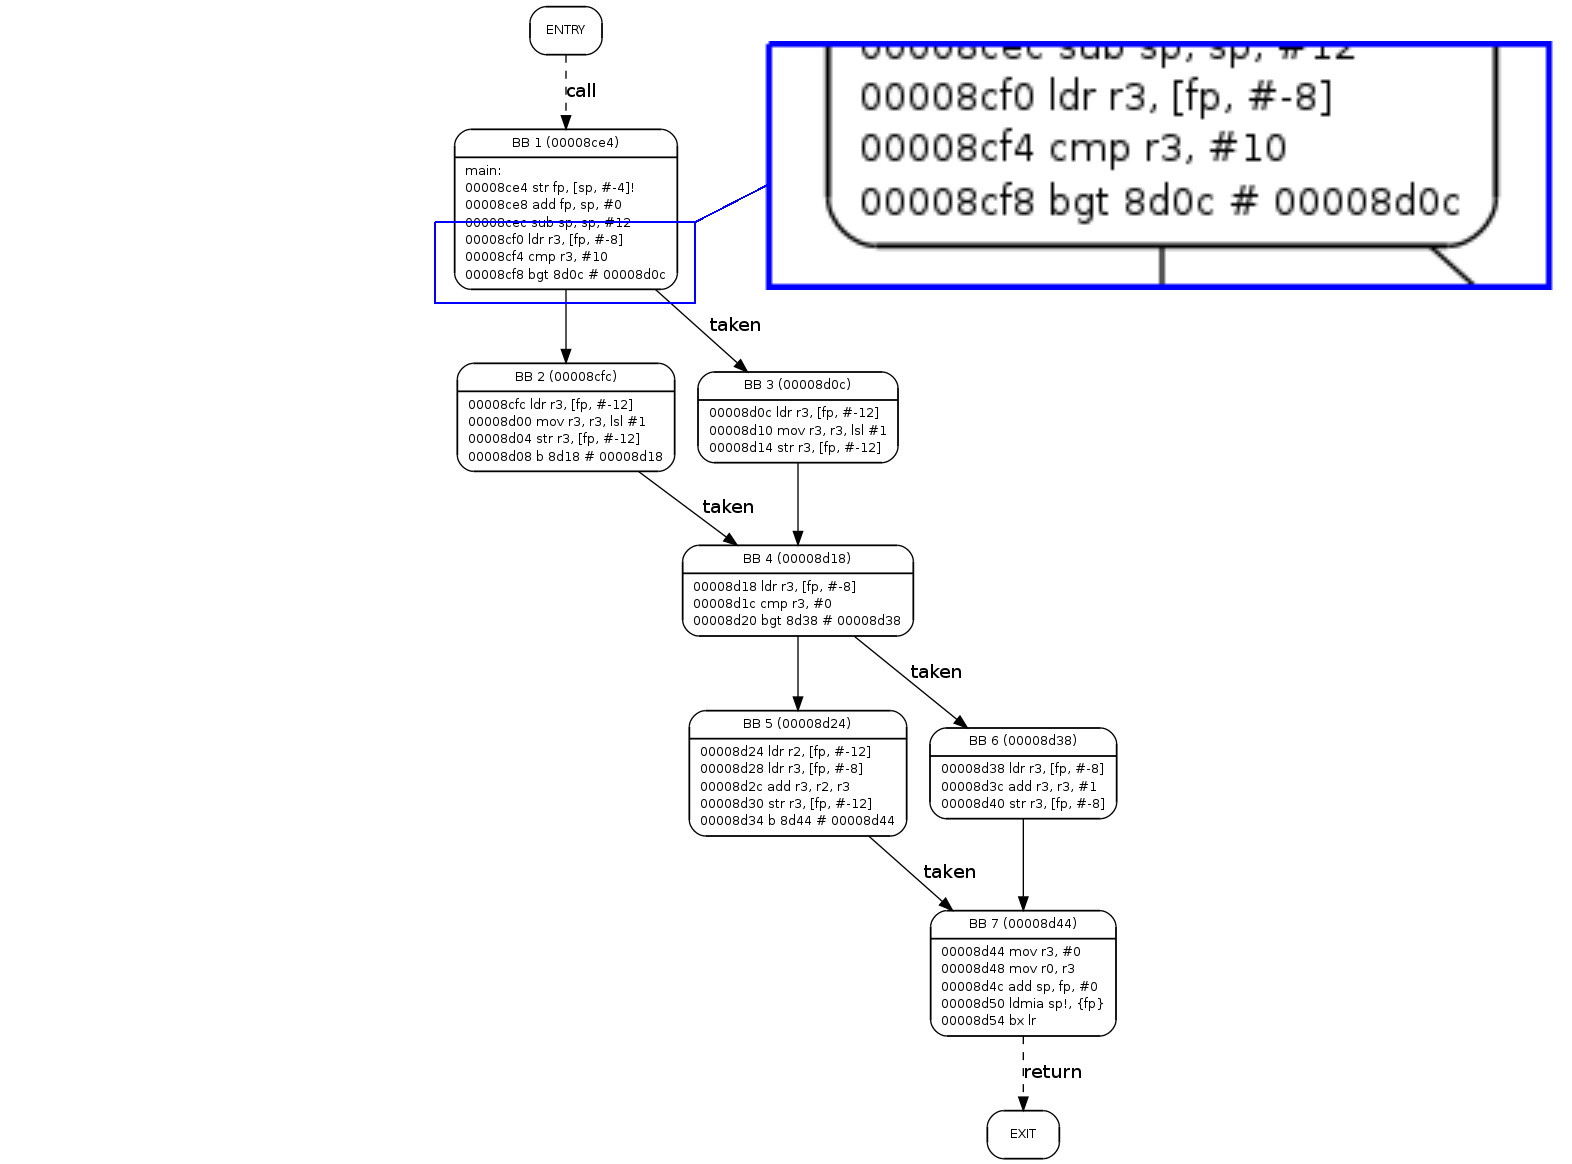 ENTRY
call
BB 1 (00008ce4)
main:
00008ce4 str fp, [sp, #-4]!
00008ce8 add fp, sp, #0
00008cec sub sp, sp, #12
00008cf0 ldr r3, [fp, #-8]
00008cf4 cmp r3, #10
00008cf8 bgt 8d0c # 00008d0c
00008cec sub sp, sp, #12
00008cf0 ldr r3, [fp, #-8]
00008cf4 cmp r3, #10
00008cf8 bgt 8d0c # 00008d0c
taken
BB 2 (00008cfc)
00008cfc ldr r3, [fp, #-12]
00008d00 mov r3, r3, lsl #1
00008d04 str r3, [fp, #-12]
00008d08 b 8d18 # 00008d18
BB 3 (00008d0c)
00008d0c ldr r3, [fp, #-12]
00008d10 mov r3, r3, lsl #1
00008d14 str r3, [fp, #-12]
taken
BB 4 (00008d18)
00008d18 ldr r3, [fp, #-8]
00008d1c cmp r3, #0
00008d20 bgt 8d38 # 00008d38
taken
BB 5 (00008d24)
00008d24 ldr r2, [fp, #-12]
00008d28 ldr r3, [fp, #-8]
00008d2c add r3, r2, r3
00008d30 str r3, [fp, #-12]
00008d34 b 8d44 # 00008d44
BB 6 (00008d38)
00008d38 ldr r3, [fp, #-8]
00008d3c add r3, r3, #1
00008d40 str r3, [fp, #-8]
taken
BB 7 (00008d44)
00008d44 mov r3, #0
00008d48 mov r0, r3
00008d4c add sp, fp, #0
00008d50 ldmia sp!, {fp}
00008d54 bx lr
return
EXIT